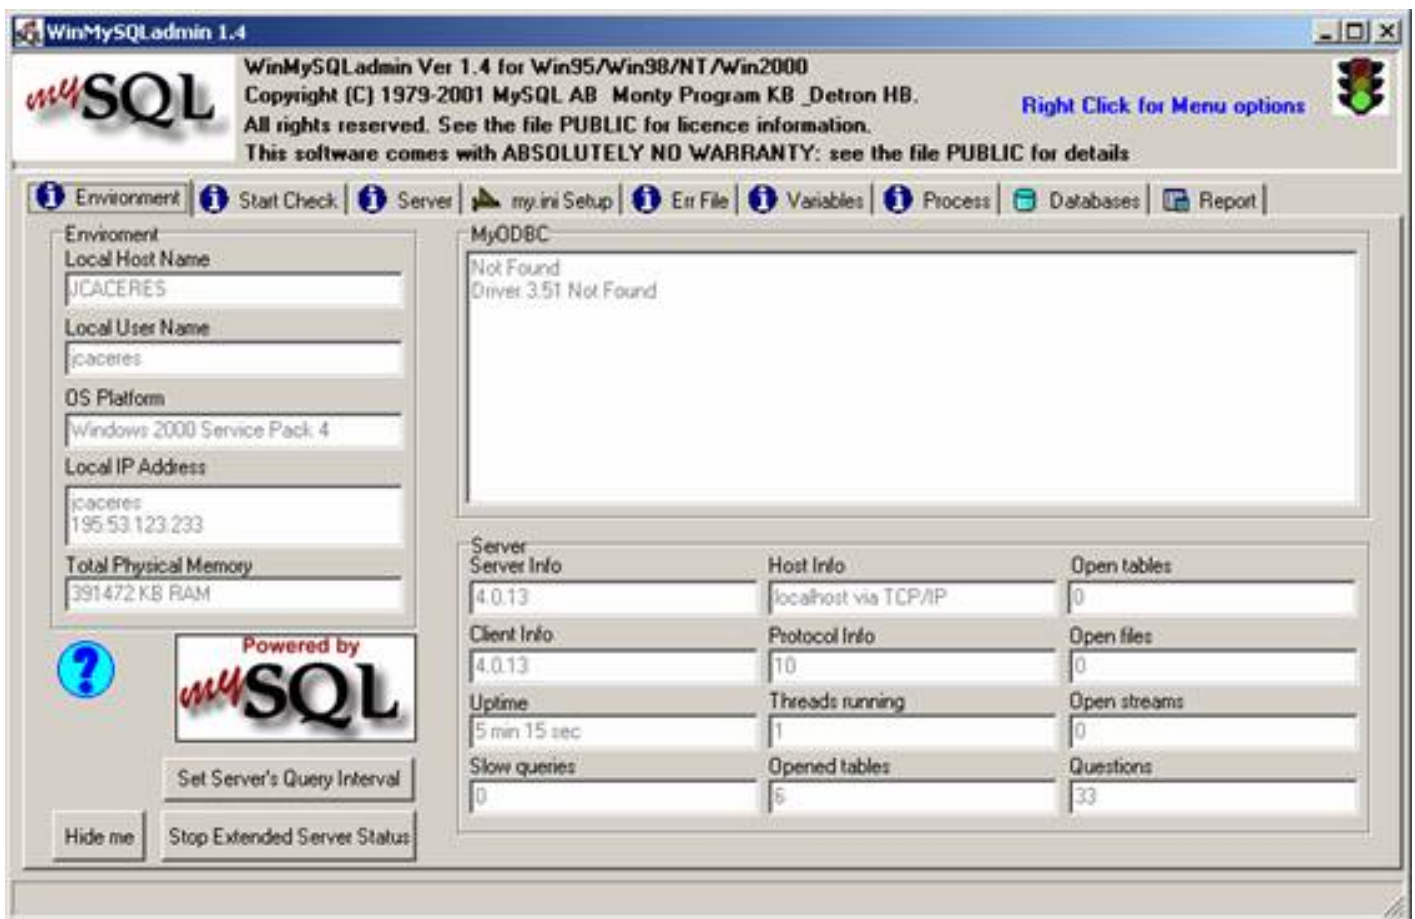 WinMySQLadmin 1.4
mySQL
WinMySQLadmin Ver 1.4 for Win95/Win98/NT/Win2000
Copyright (C) 1979-2001 MySQL AB Monty Program KB _Detron HB.
All rights reserved. See the file PUBLIC for licence information.
This software comes with ABSOLUTELY NO WARRANTY: see the file PUBLIC for details
Right Click for Menu options
Environment Start Check Server my.ini Setup Err File Variables Process Databases Report
Enviroment
Local Host Name
JCACERES
Local User Name
jcaceres
OS Platform
Windows 2000 Service Pack 4
Local IP Address
jcaceres
195.53.123.233
Total Physical Memory
391472 KB RAM
Powered by
mySQL
Set Server's Query Interval
Hide me Stop Extended Server Status
MyODBC
Not Found
Driver 3.51 Not Found
Server
Server Info Host Info Open tables
4.0.13 localhost via TCP/IP 0
Client Info Protocol Info Open files
4.0.13 10 0
Uptime Threads running Open streams
5 min 15 sec 1 0
Slow queries Opened tables Questions
0 6 33